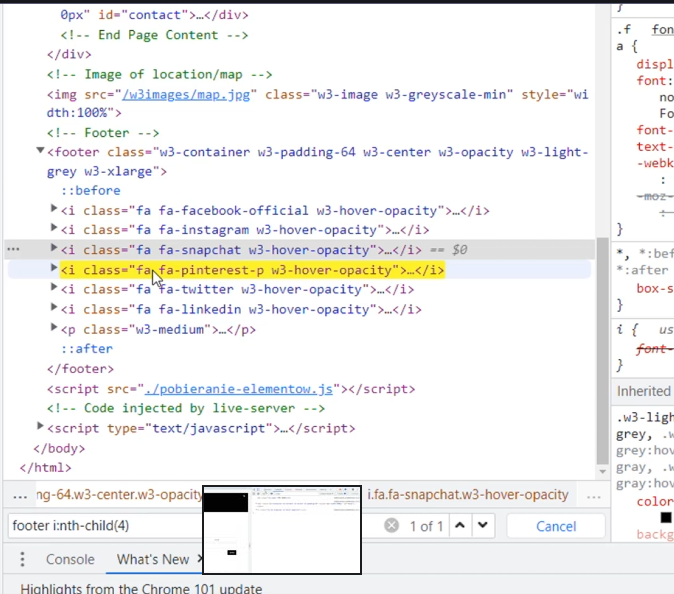 0px" id="contact">…</div>
<!-- End Page Content -->
</div>
<!-- Image of location/map -->
<img src="/w3images/map.jpg" class="w3-image w3-greyscale-min" style="wi
dth:100%">
<!-- Footer -->
▼<footer class="w3-container w3-padding-64 w3-center w3-opacity w3-light-
grey w3-xlarge">
::before
▶<i class="fa fa-facebook-official w3-hover-opacity">…</i>
▶<i class="fa fa-instagram w3-hover-opacity">…</i>
… ▶<i class="fa fa-snapchat w3-hover-opacity">…</i> == $0
▶<i class="fa fa-pinterest-p w3-hover-opacity">…</i>
▶<i class="fa fa-twitter w3-hover-opacity">…</i>
▶<i class="fa fa-linkedin w3-hover-opacity">…</i>
▶<p class="w3-medium">…</p>
::after
</footer>
<script src="./pobieranie-elementow.js"></script>
<!-- Code injected by live-server -->
▶<script type="text/javascript">…</script>
</body>
</html>
… ng-64.w3-center.w3-opacity i.fa.fa-snapchat.w3-hover-opacity …
footer i:nth-child(4) 1 of 1 Cancel
Console What's New ×
Highlights from the Chrome 101 update
}
.f fon
a {
displ
font:
no
Fo
font-
text-
-webk
:
-moz-
:
}
*, *:bef
*:after
box-s
}
i { us
font-
}
Inherited
.w3-ligh
grey, .w
grey:hov
gray, .w
gray:hov
color
backg